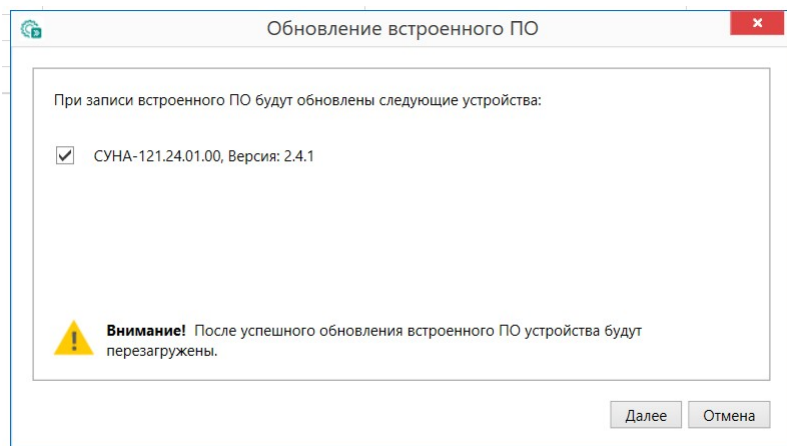 Обновление встроенного ПО
При записи встроенного ПО будут обновлены следующие устройства:
СУНА-121.24.01.00, Версия: 2.4.1
Внимание! После успешного обновления встроенного ПО устройства будут
перезагружены.
Далее Отмена